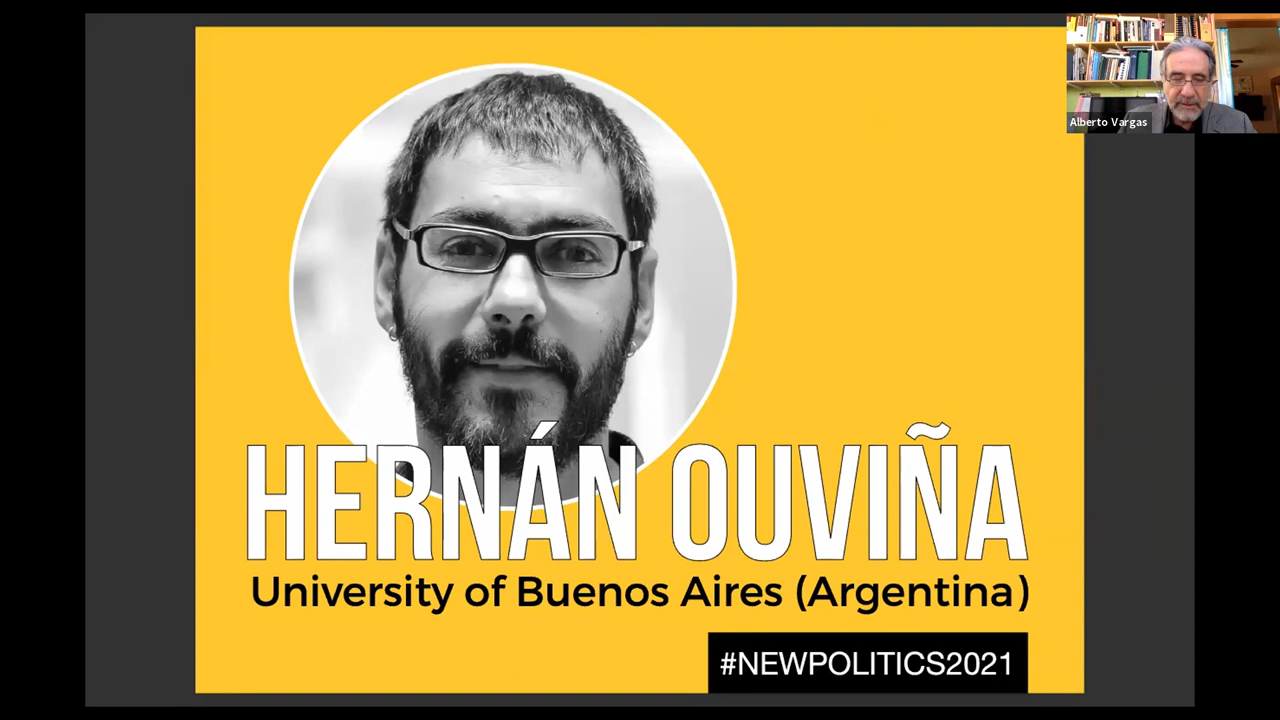 Alberto Vargas
HERNÁN OUVIÑA
University of Buenos Aires (Argentina)
#NEWPOLITICS2021